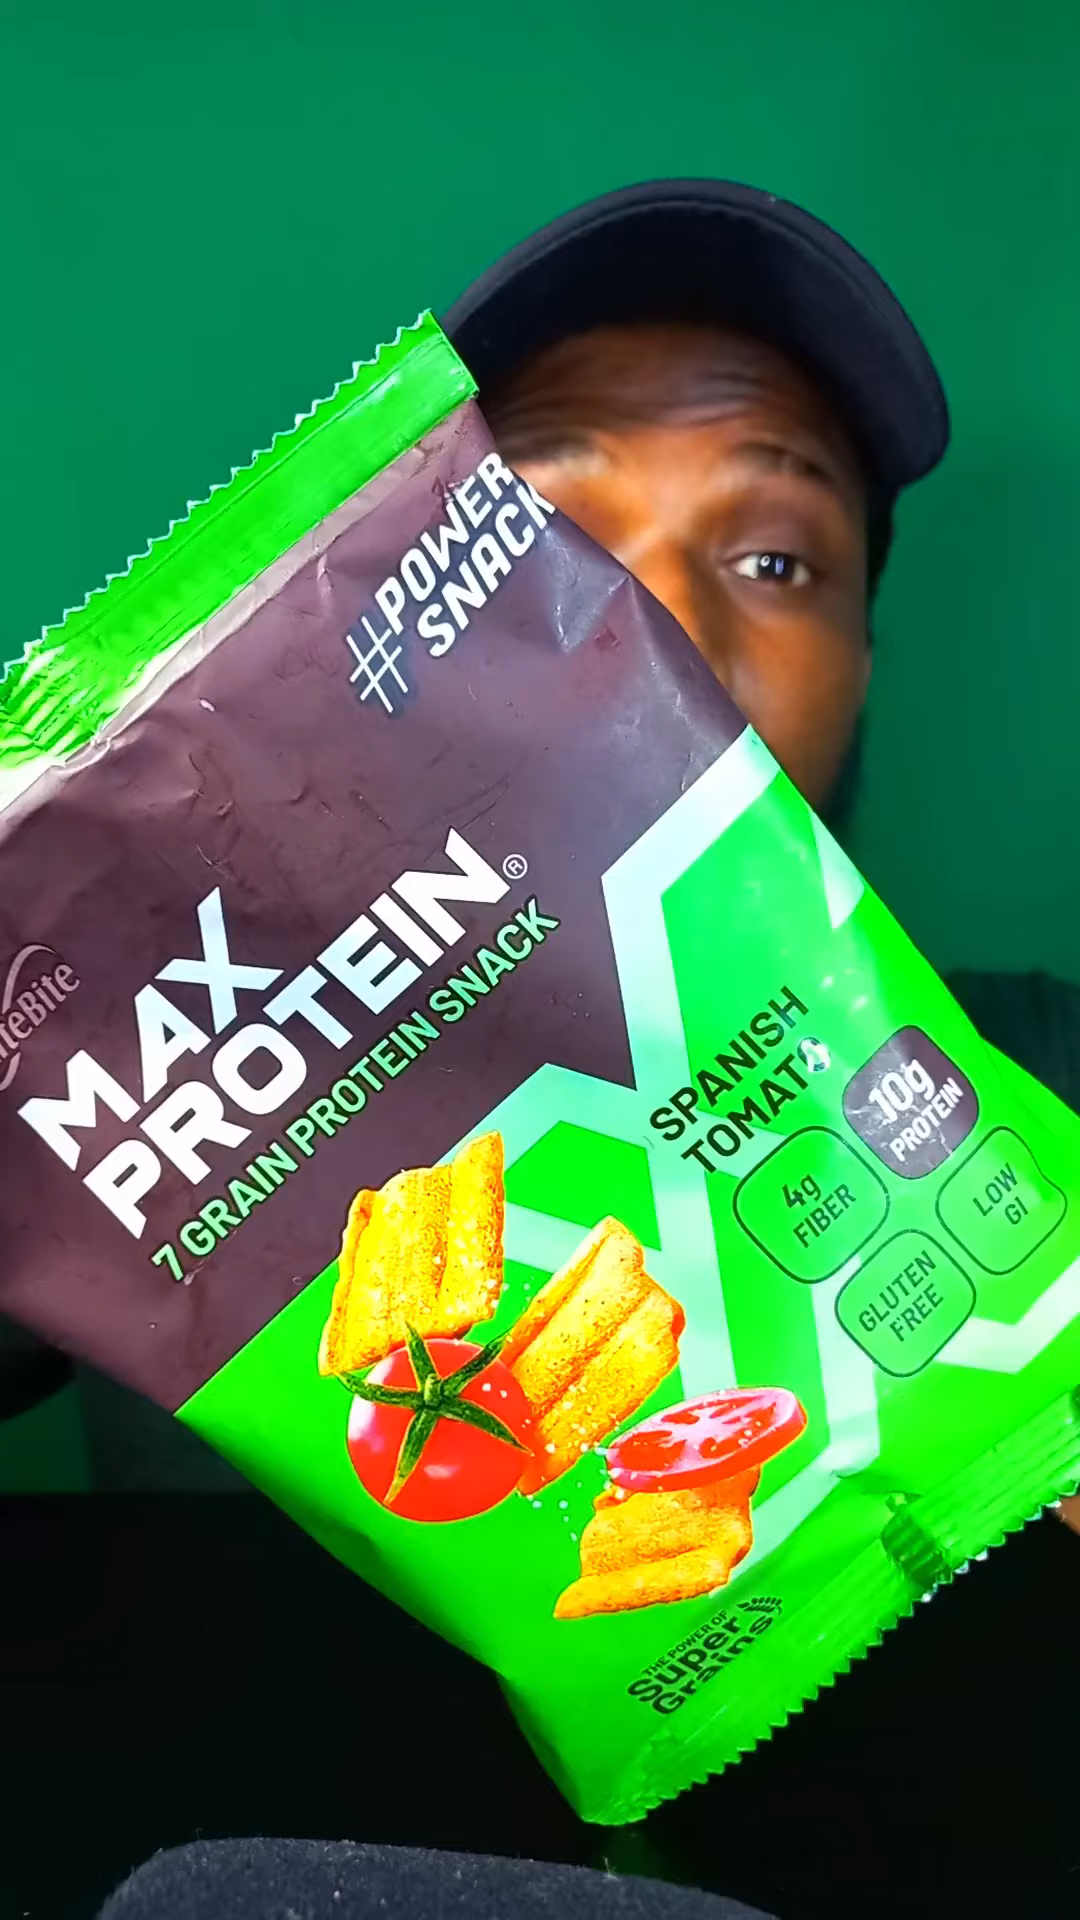 #POWER
SNACK
MAX
PROTEIN®
7 GRAIN PROTEIN SNACK
SPANISH
TOMATO
10g
PROTEIN
4g
FIBER
LOW
GI
GLUTEN
FREE
THE POWER OF
Super
Grains